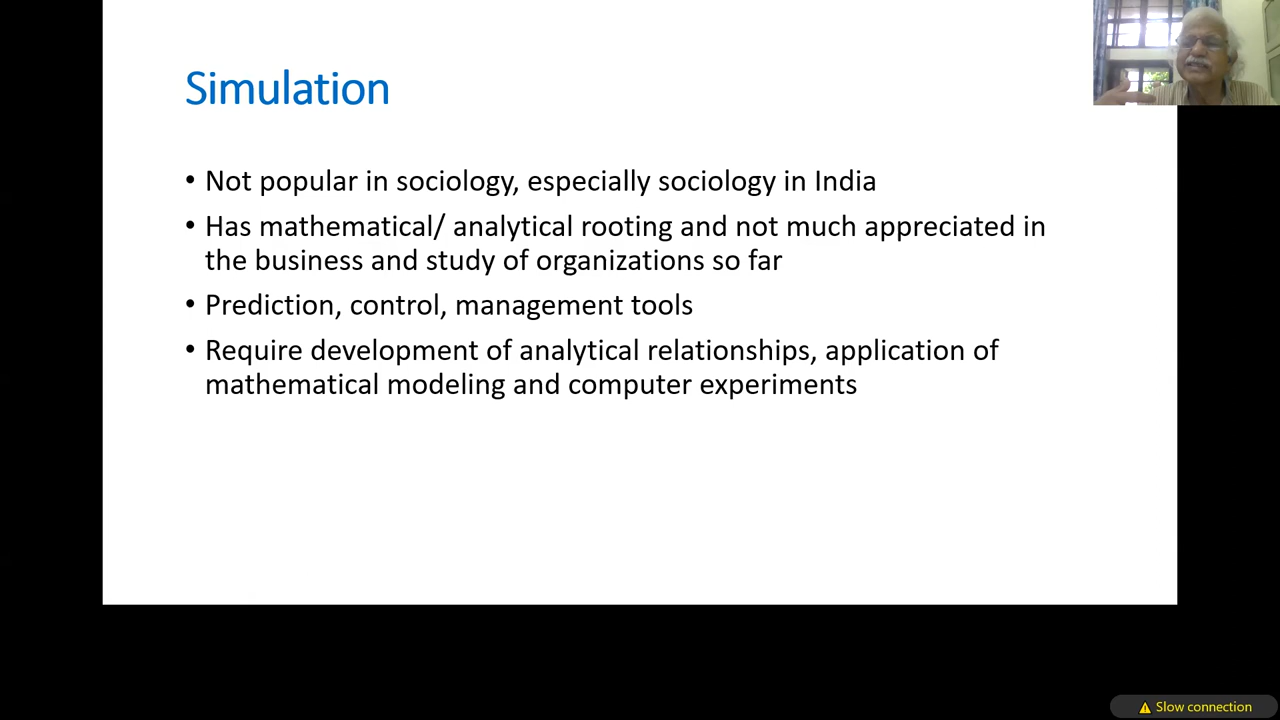 Simulation
• Not popular in sociology, especially sociology in India
• Has mathematical/ analytical rooting and not much appreciated in
the business and study of organizations so far
• Prediction, control, management tools
• Require development of analytical relationships, application of
mathematical modeling and computer experiments
Slow connection